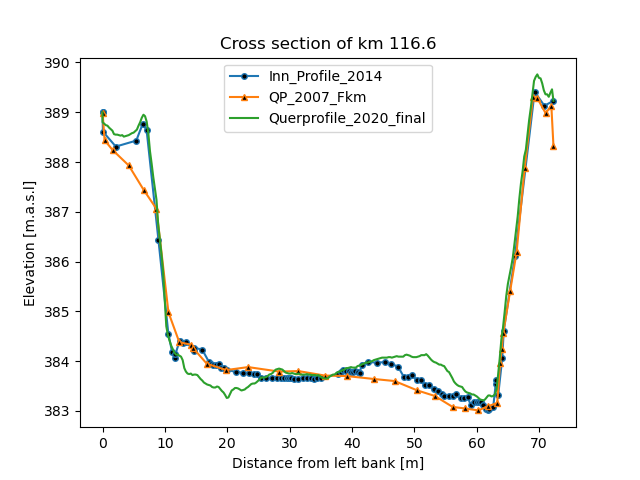 Cross section of km 116.6
Inn_Profile_2014
QP_2007_Fkm
Querprofile_2020_final
390
389
388
387
386
385
384
383
Elevation [m.a.s.l]
0 10 20 30 40 50 60 70
Distance from left bank [m]